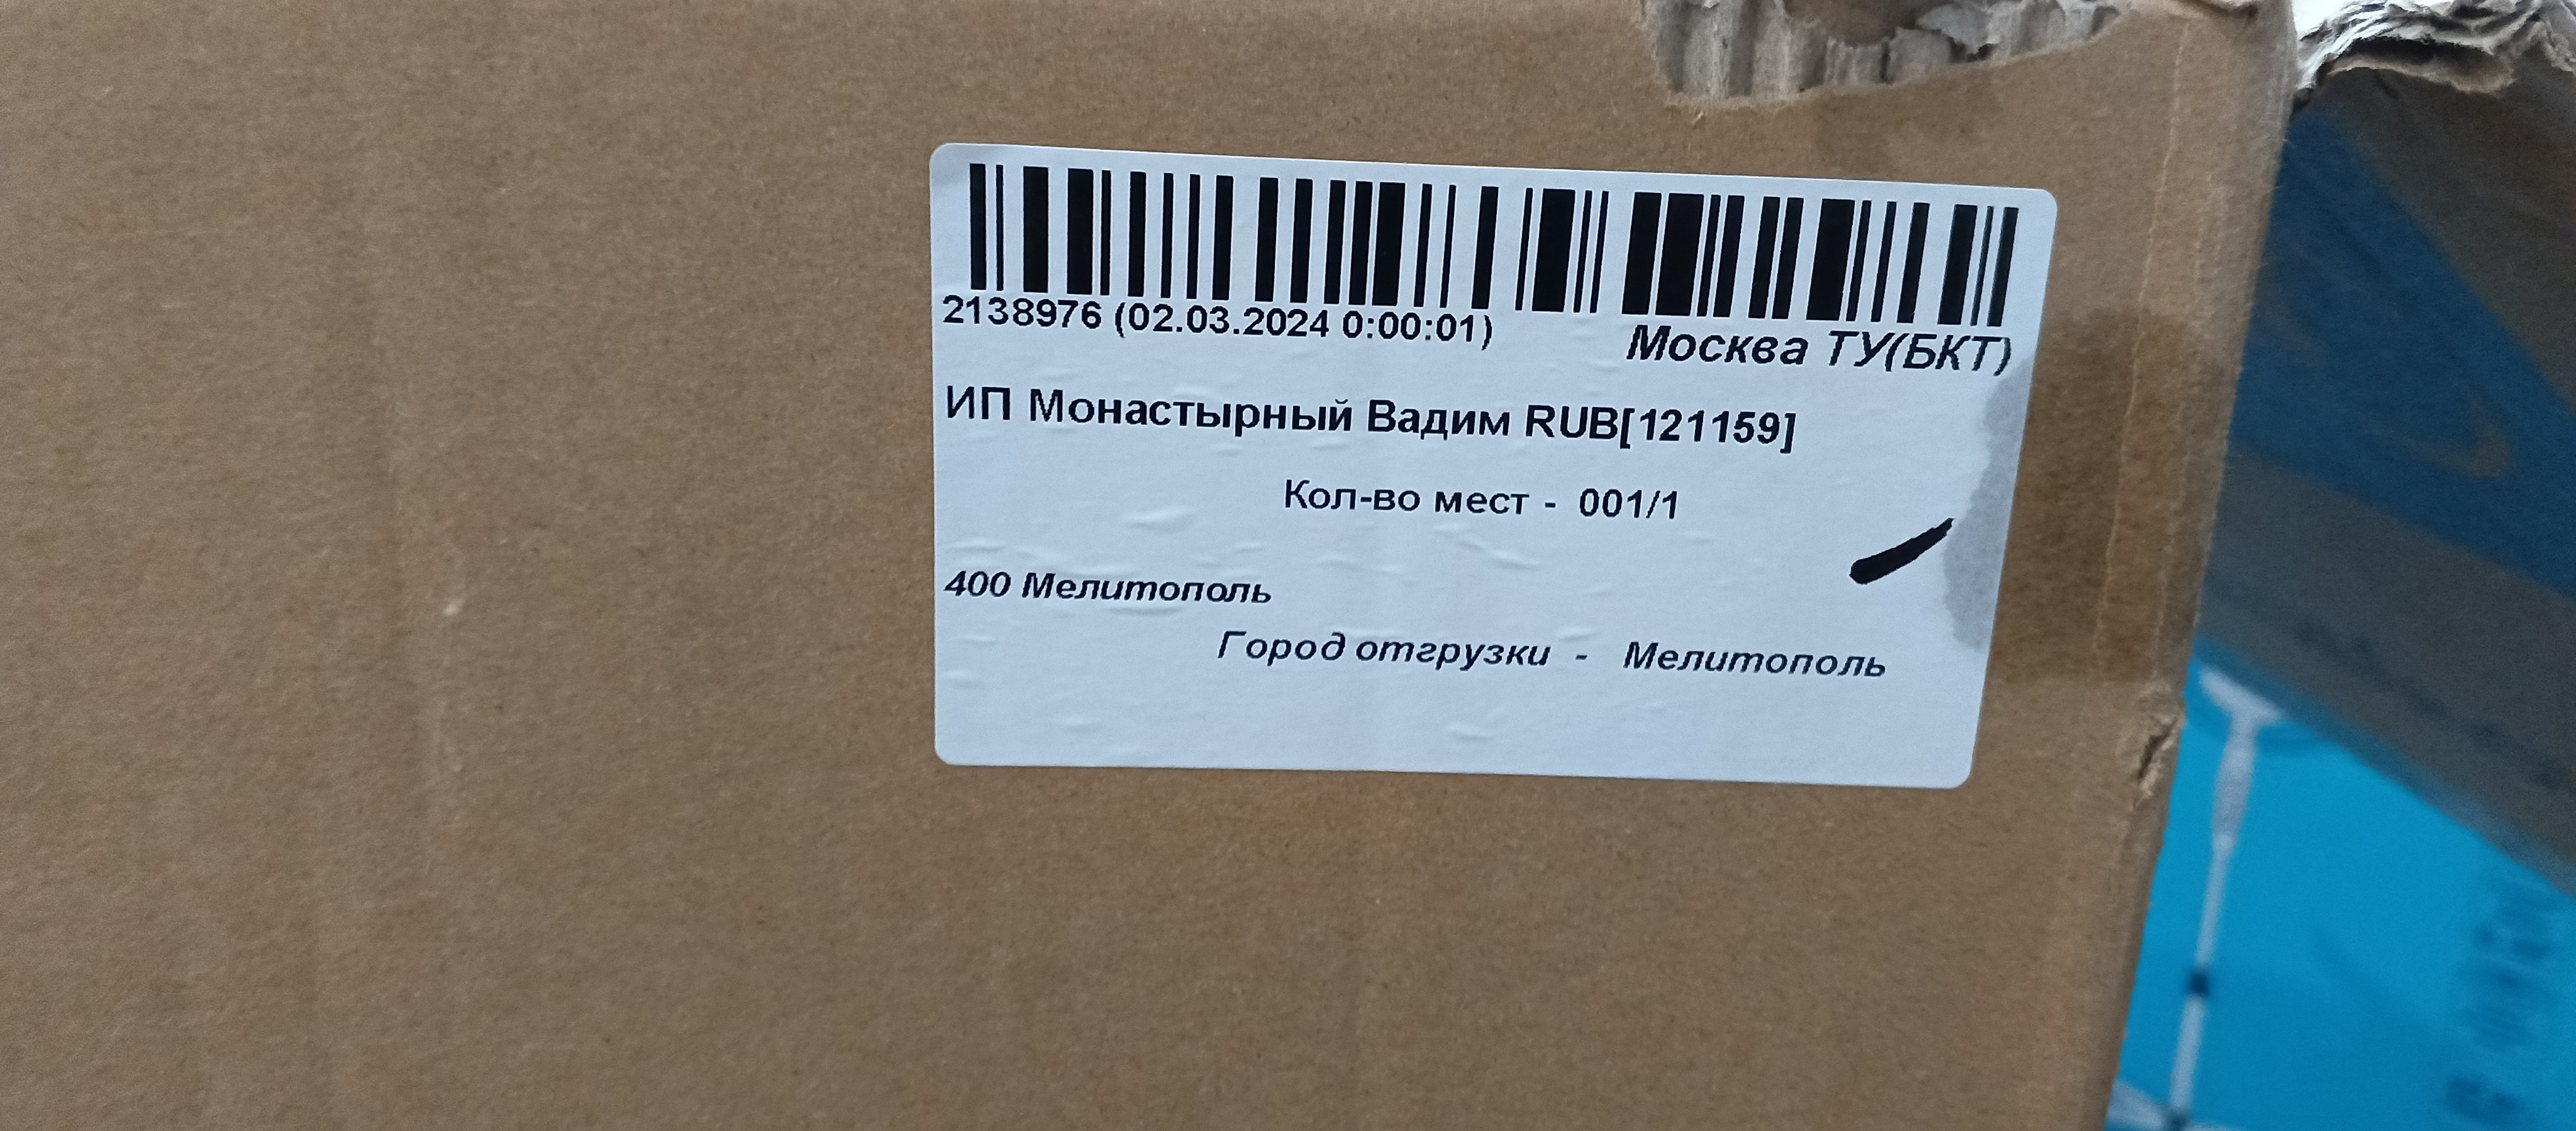 2138976 (02.03.2024 0:00:01)
Москва ТУ(БКТ)
ИП Монастырный Вадим RUB[121159]
Кол-во мест - 001/1
400 Мелитополь
Город отгрузки - Мелитополь